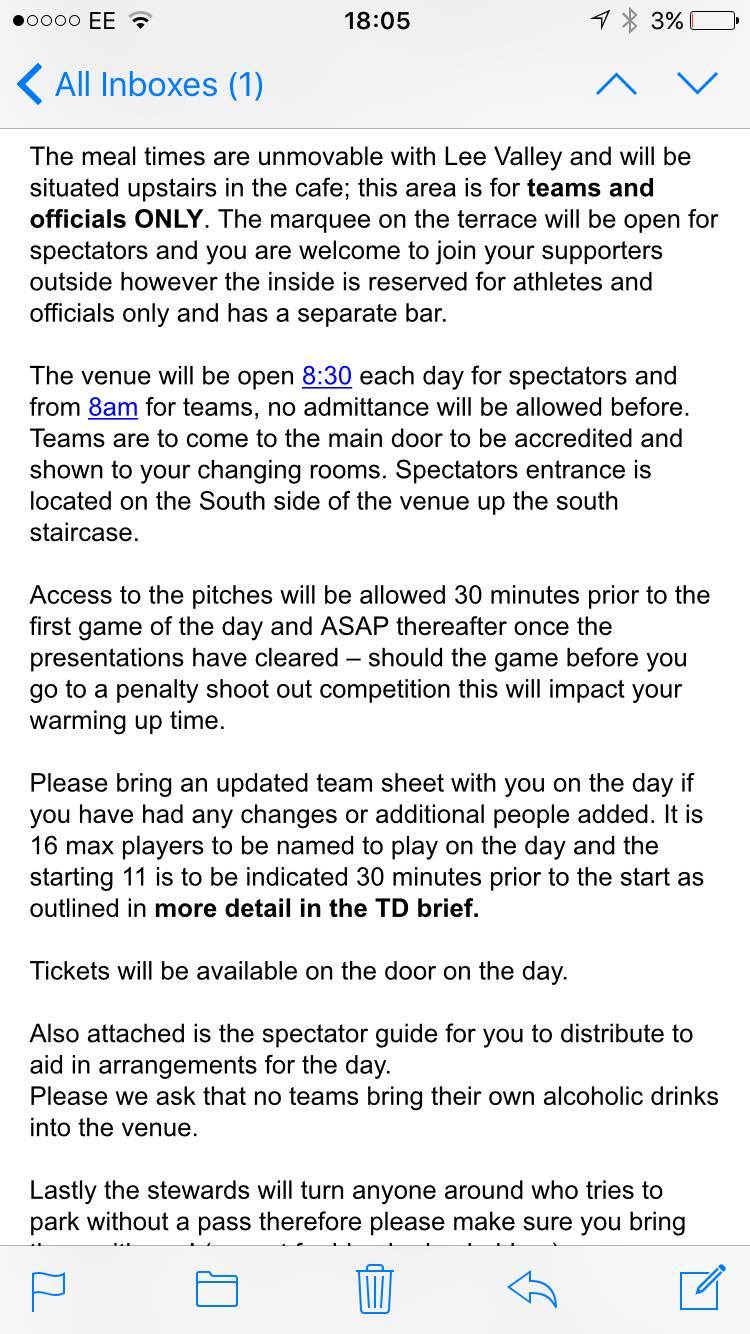 EE 18:05 3%
All Inboxes (1)
The meal times are unmovable with Lee Valley and will be
situated upstairs in the cafe; this area is for teams and
officials ONLY. The marquee on the terrace will be open for
spectators and you are welcome to join your supporters
outside however the inside is reserved for athletes and
officials only and has a separate bar.
The venue will be open 8:30 each day for spectators and
from 8am for teams, no admittance will be allowed before.
Teams are to come to the main door to be accredited and
shown to your changing rooms. Spectators entrance is
located on the South side of the venue up the south
staircase.
Access to the pitches will be allowed 30 minutes prior to the
first game of the day and ASAP thereafter once the
presentations have cleared – should the game before you
go to a penalty shoot out competition this will impact your
warming up time.
Please bring an updated team sheet with you on the day if
you have had any changes or additional people added. It is
16 max players to be named to play on the day and the
starting 11 is to be indicated 30 minutes prior to the start as
outlined in more detail in the TD brief.
Tickets will be available on the door on the day.
Also attached is the spectator guide for you to distribute to
aid in arrangements for the day.
Please we ask that no teams bring their own alcoholic drinks
into the venue.
Lastly the stewards will turn anyone around who tries to
park without a pass therefore please make sure you bring